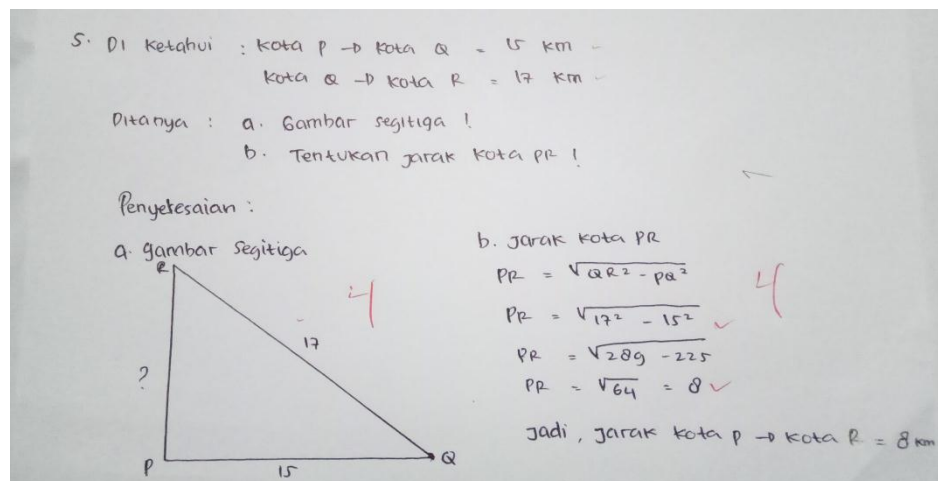 5. Di Ketahui : Kota P → Kota Q = 15 km
Kota Q → Kota R = 17 km
Ditanya : a. Gambar segitiga !
b. Tentukan jarak kota PR !
Penyelesaian :
a. gambar segitiga
R
17
?
P
15
Q
4
b. jarak kota PR
PR = √QR² - PQ²
PR = √17² - 15²
PR = √289 - 225
PR = √64 = 8
4
Jadi, jarak kota P → kota R = 8 km